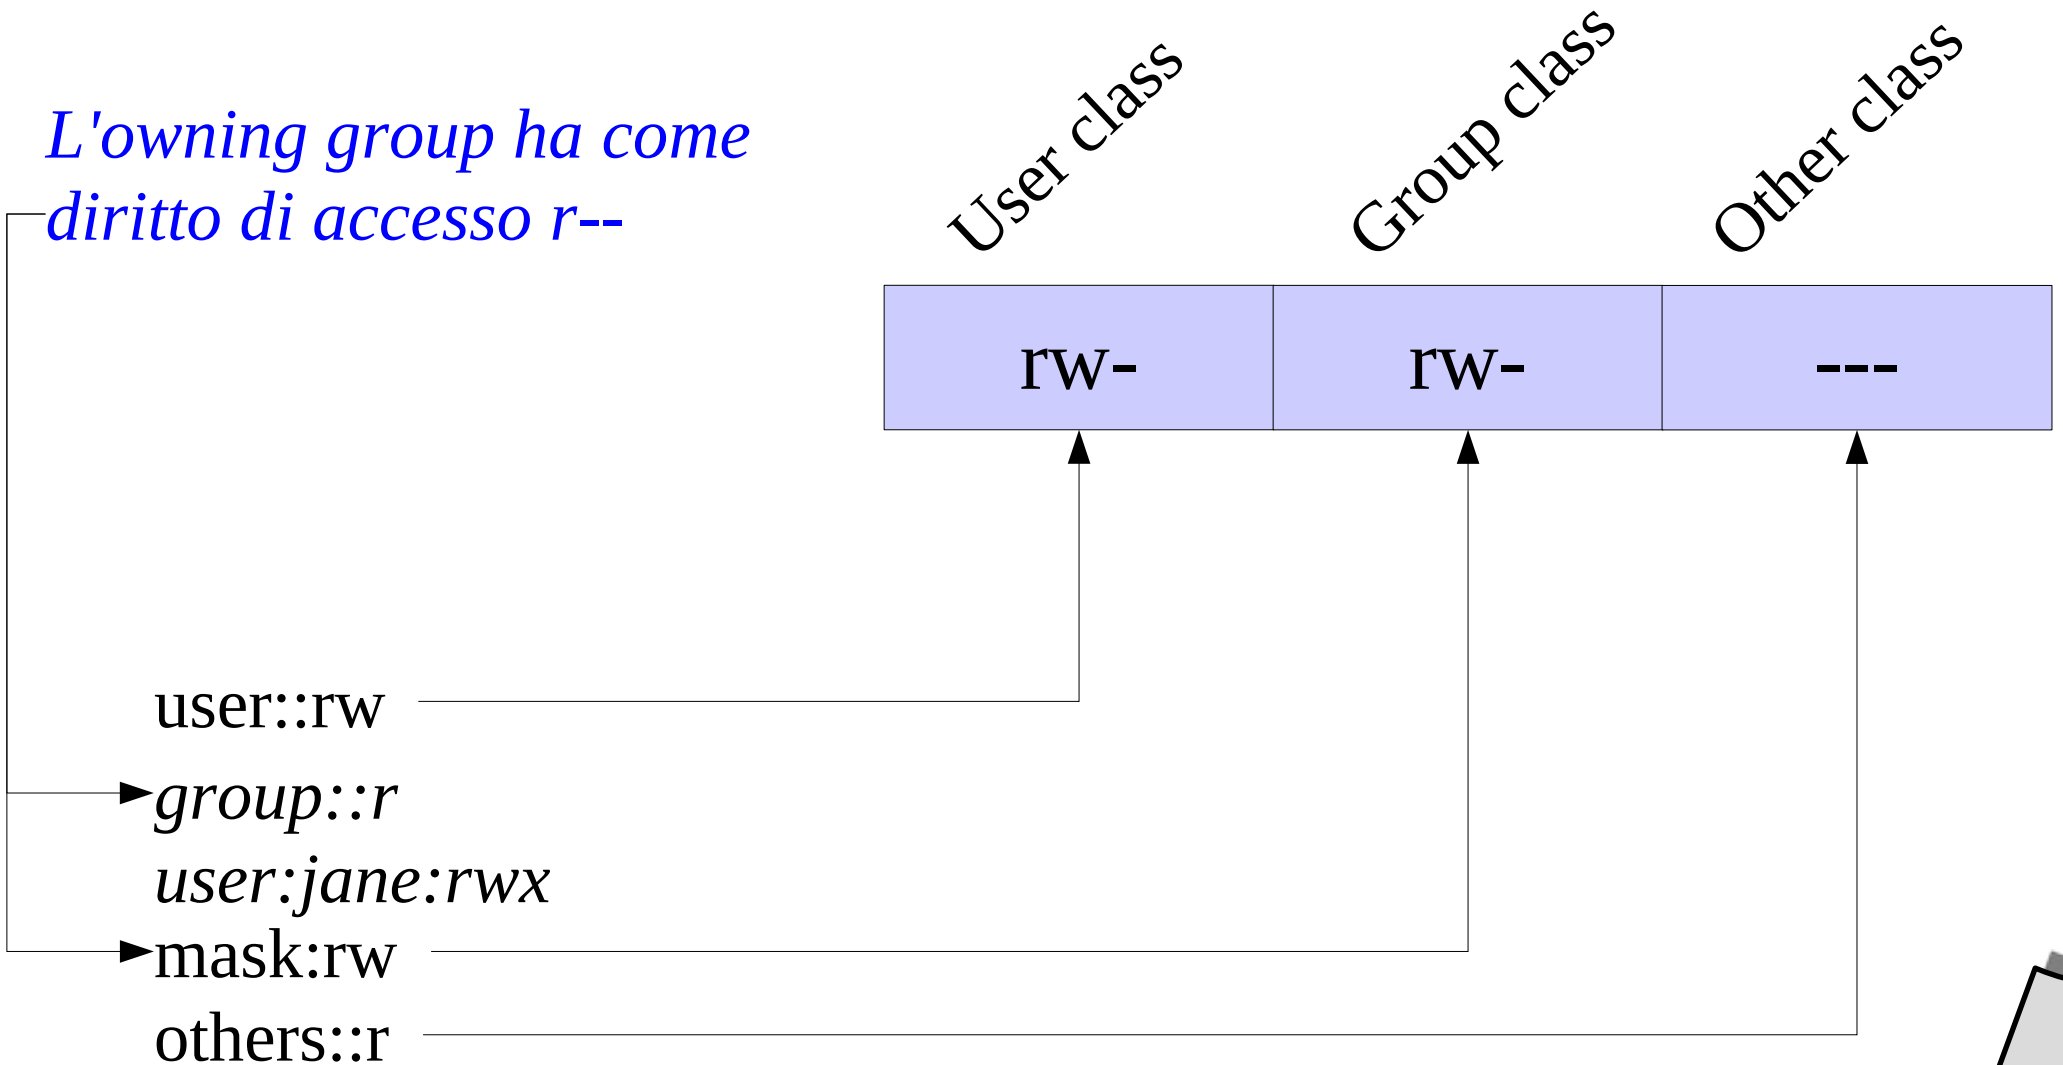 L'owning group ha come
diritto di accesso r--
User class
Group class
Other class
rw-
rw-
---
user::rw
group::r
user:jane:rwx
mask:rw
others::r